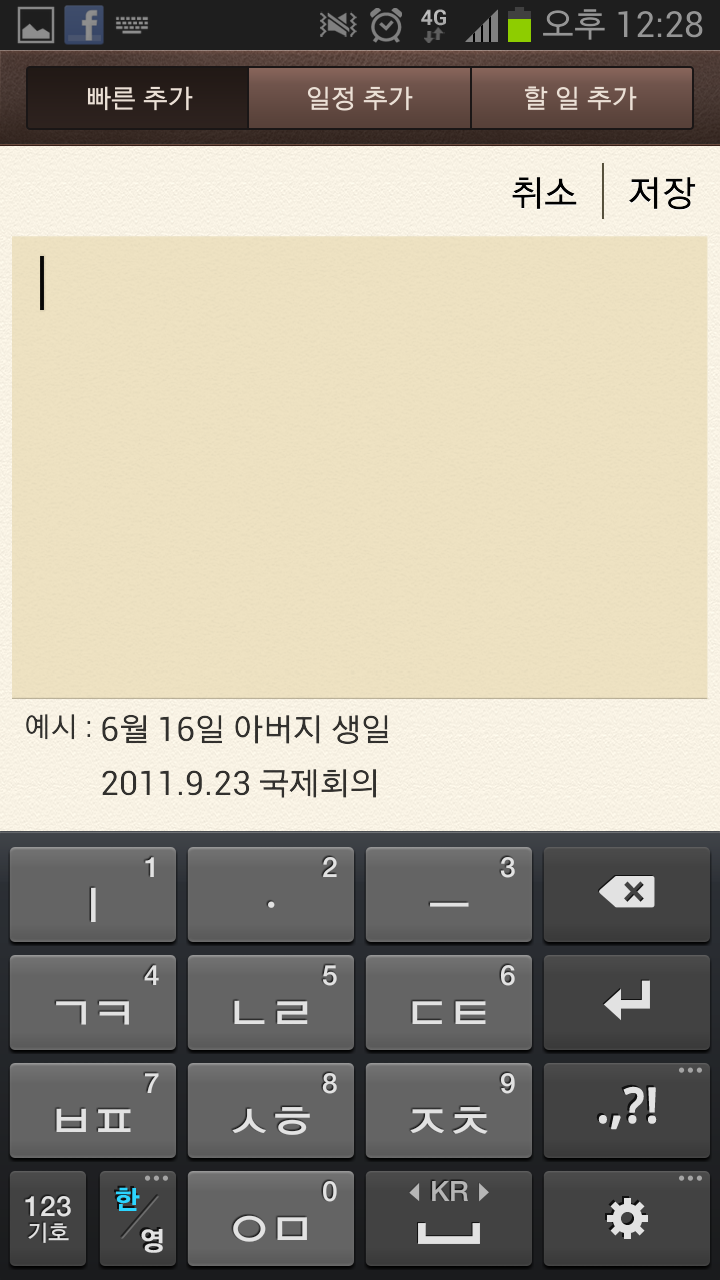 4G 오후 12:28
빠른 추가 일정 추가 할 일 추가
취소 저장
예시 : 6월 16일 아버지 생일
2011.9.23 국제회의
1 2 3
ㅣ · ㅡ
4 5 6
ㄱㅋ ㄴㄹ ㄷㅌ
7 8 9
ㅂㅍ ㅅㅎ ㅈㅊ .,?!
123 기호 한/영 0 ㅇㅁ KR